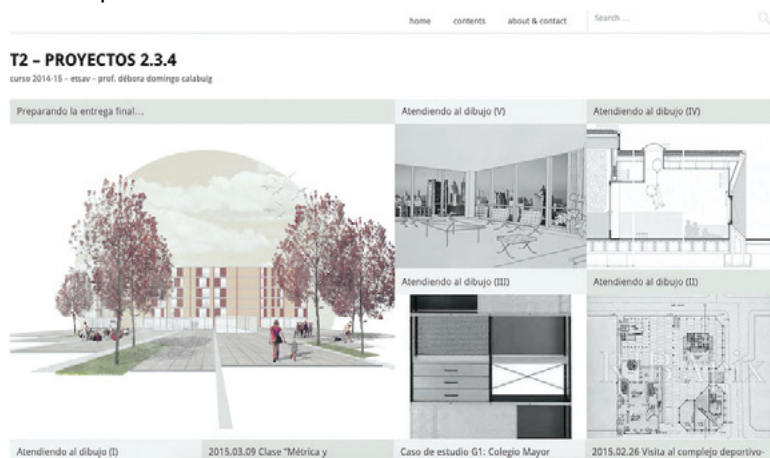 home contents about & contact Search ...
T2 – PROYECTOS 2.3.4
curso 2014-15 – etsav – prof. débora domingo calabuig
Preparando la entrega final...
Atendiendo al dibujo (V)
Atendiendo al dibujo (IV)
Atendiendo al dibujo (III)
Atendiendo al dibujo (II)
Atendiendo al dibujo (I)
2015.03.09 Clase "Métrica y
Caso de estudio G1: Colegio Mayor
2015.02.26 Visita al complejo deportivo-